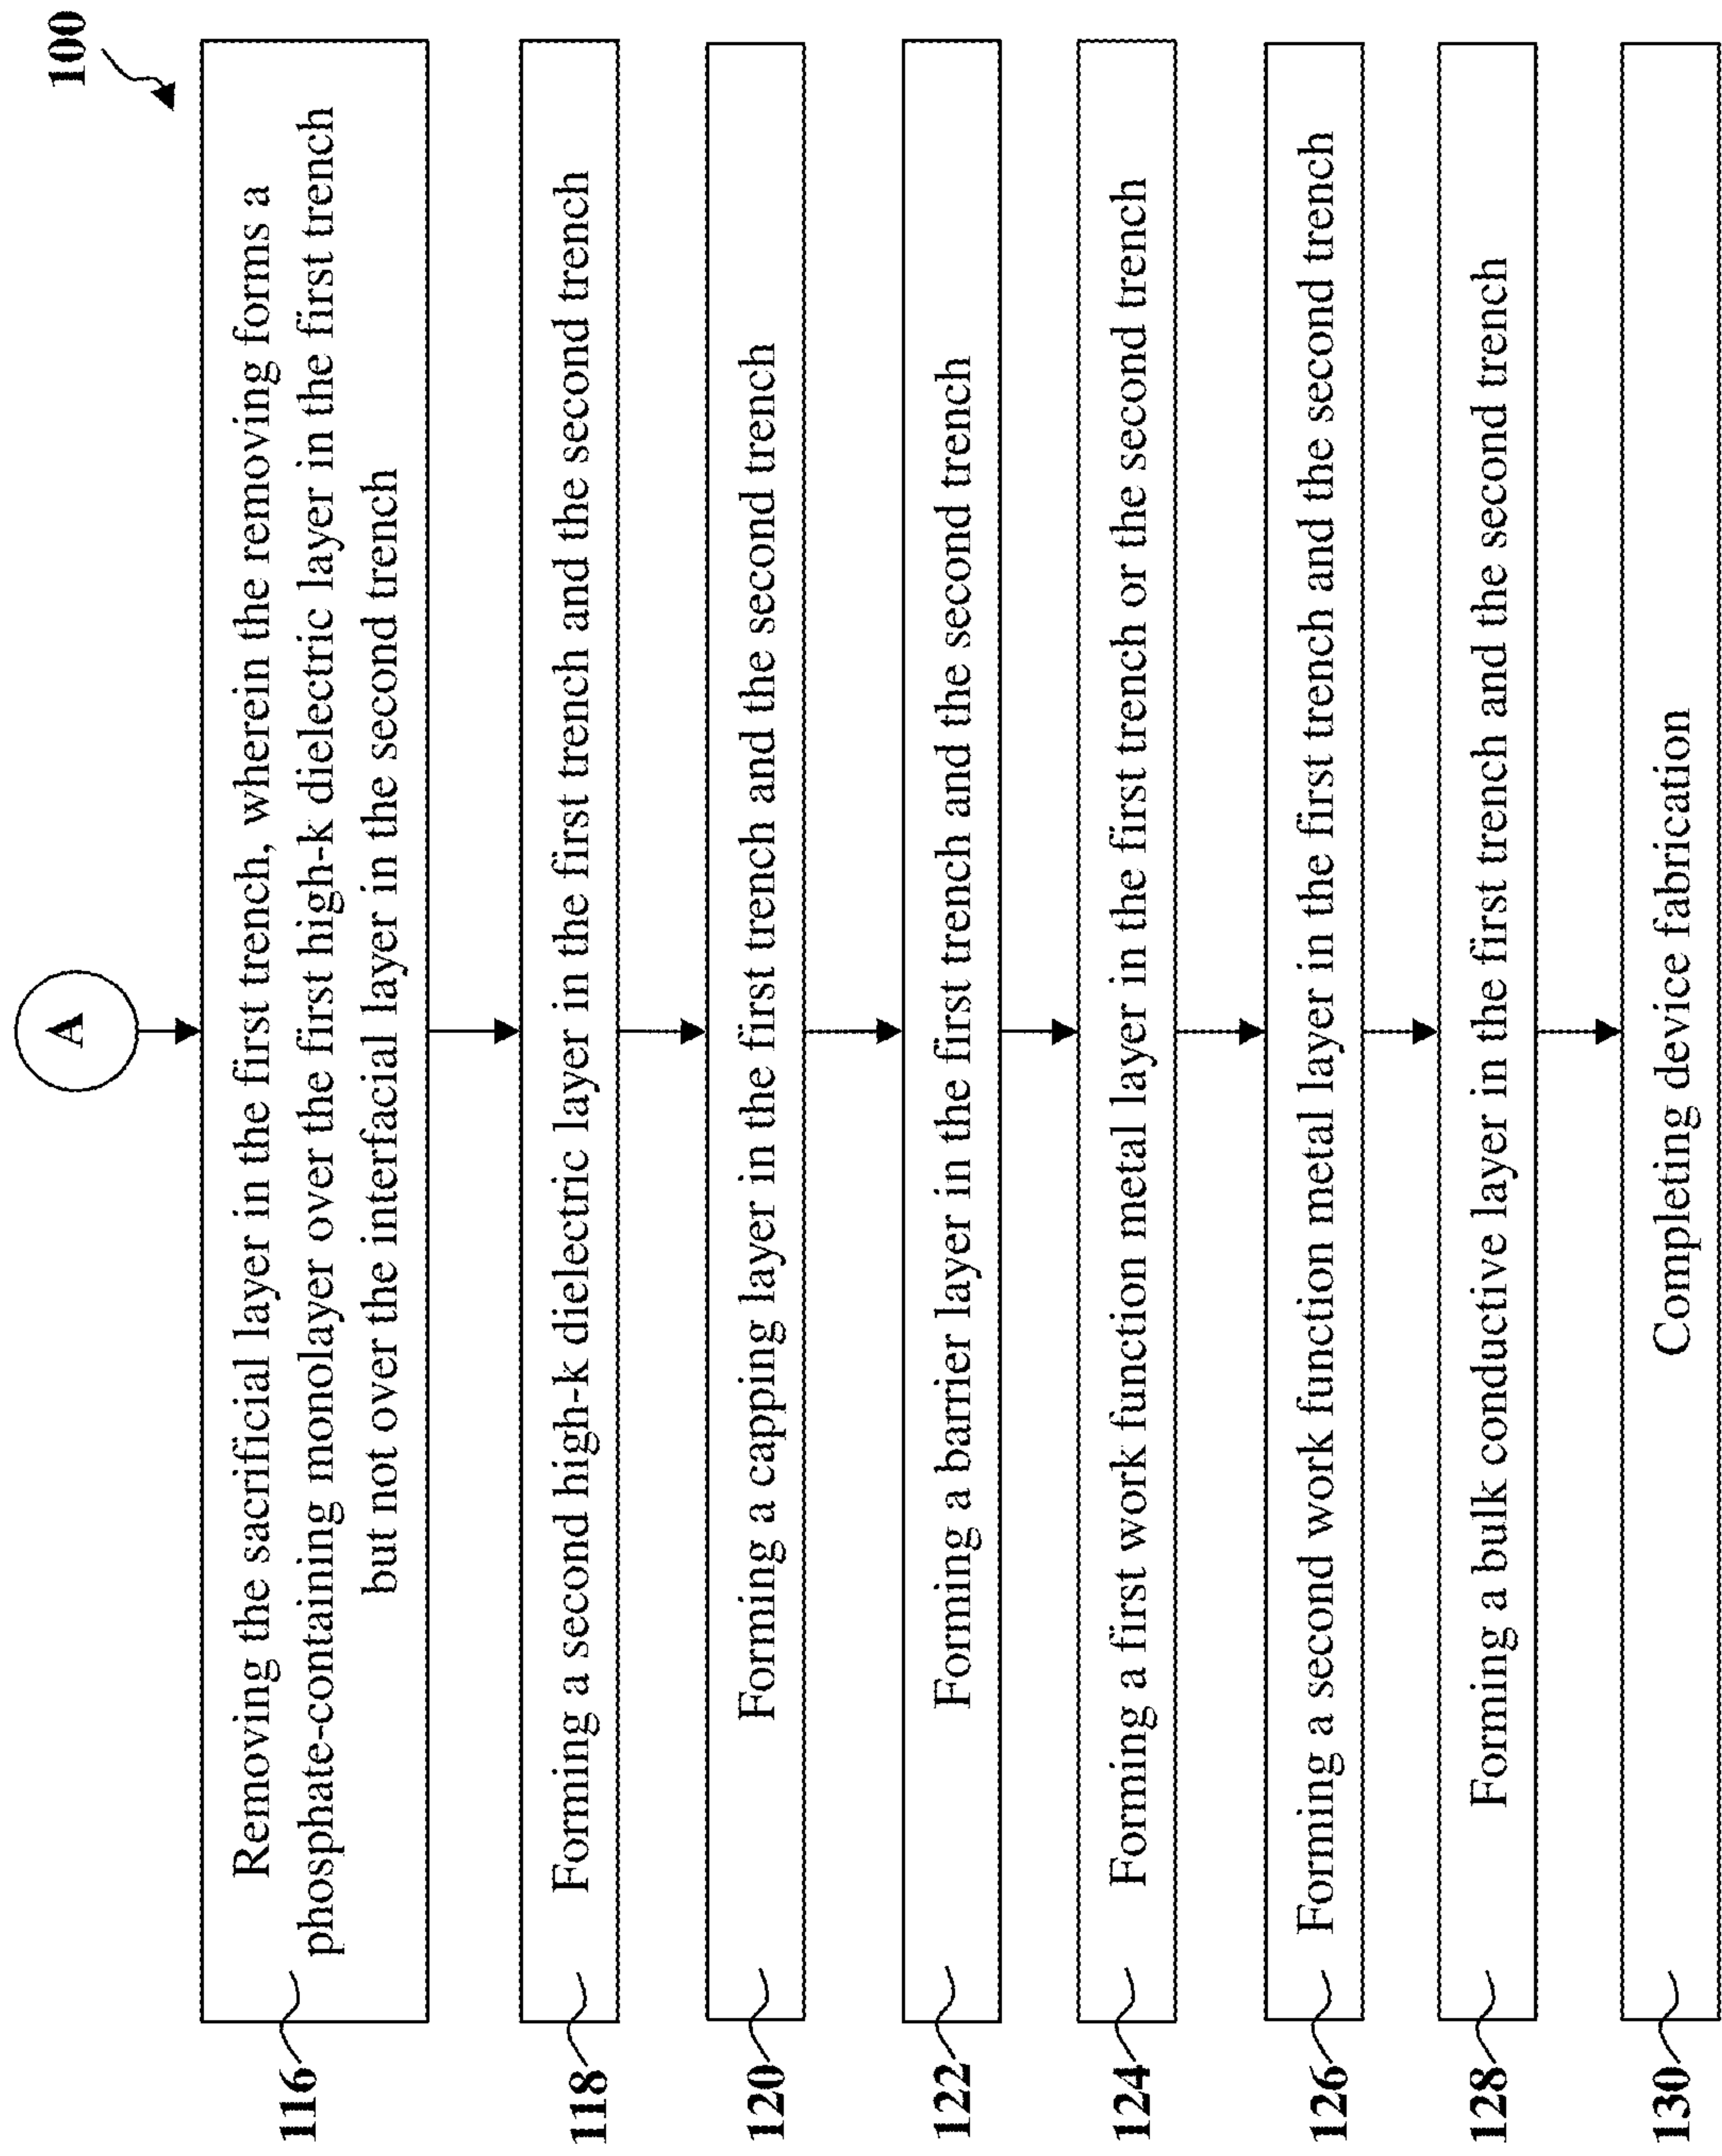 100
A
116
Removing the sacrificial layer in the first trench, wherein the removing forms a
phosphate-containing monolayer over the first high-k dielectric layer in the first trench
but not over the interfacial layer in the second trench
118
Forming a second high-k dielectric layer in the first trench and the second trench
120
Forming a capping layer in the first trench and the second trench
122
Forming a barrier layer in the first trench and the second trench
124
Forming a first work function metal layer in the first trench or the second trench
126
Forming a second work function metal layer in the first trench and the second trench
128
Forming a bulk conductive layer in the first trench and the second trench
130
Completing device fabrication